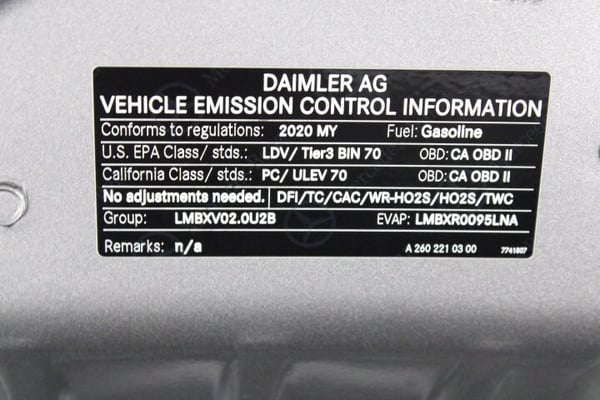 DAIMLER AG
VEHICLE EMISSION CONTROL INFORMATION
Conforms to regulations: 2020 MY Fuel: Gasoline
U.S. EPA Class/ stds.: LDV/ Tier3 BIN 70 OBD: CA OBD II
California Class/ stds.: PC/ ULEV 70 OBD: CA OBD II
No adjustments needed. DFI/TC/CAC/WR-HO2S/HO2S/TWC
Group: LMBXV02.0U2B EVAP: LMBXR0095LNA
Remarks: n/a A 260 221 03 00 7741807